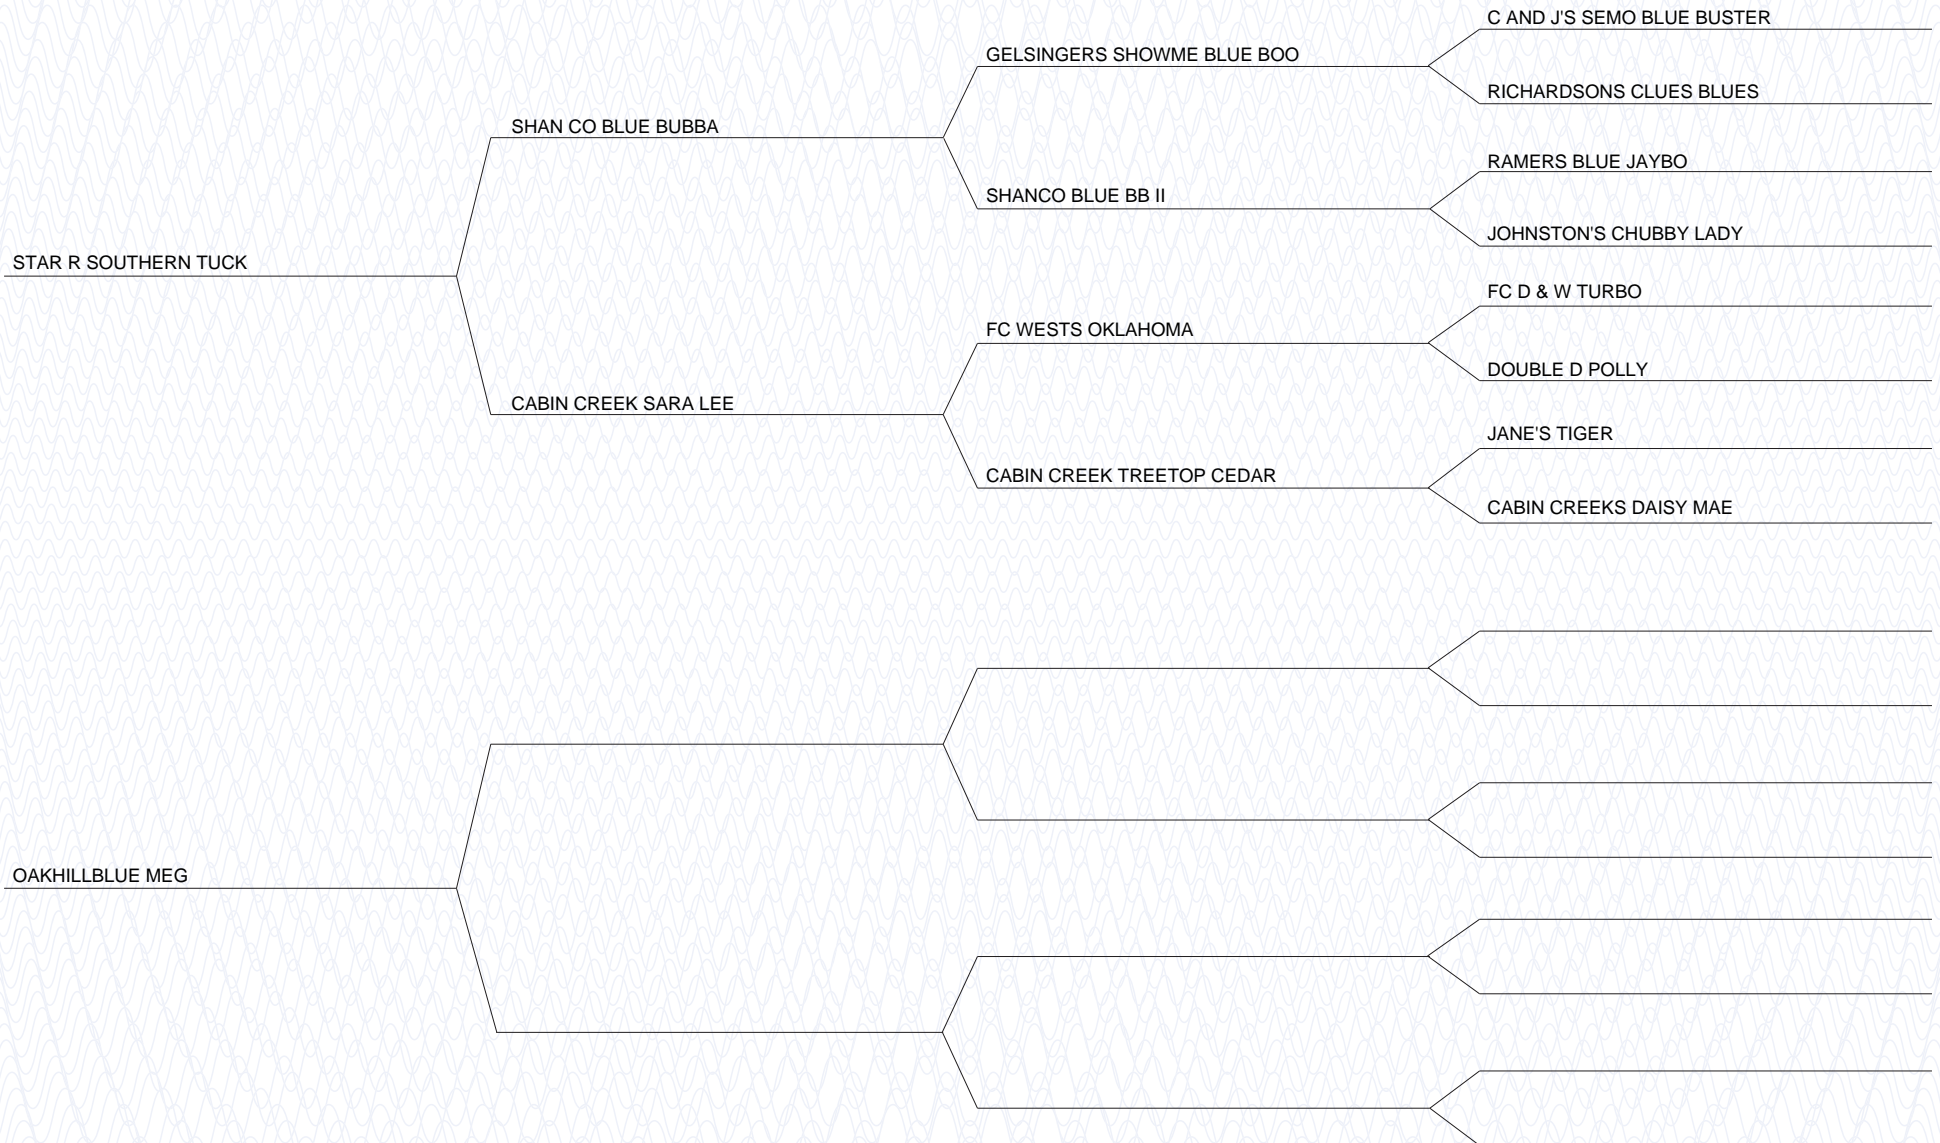 C AND J'S SEMO BLUE BUSTER
GELSINGERS SHOWME BLUE BOO
RICHARDSONS CLUES BLUES
SHAN CO BLUE BUBBA
RAMERS BLUE JAYBO
SHANCO BLUE BB II
JOHNSTON'S CHUBBY LADY
STAR R SOUTHERN TUCK
FC D & W TURBO
FC WESTS OKLAHOMA
DOUBLE D POLLY
CABIN CREEK SARA LEE
JANE'S TIGER
CABIN CREEK TREETOP CEDAR
CABIN CREEKS DAISY MAE
OAKHILLBLUE MEG